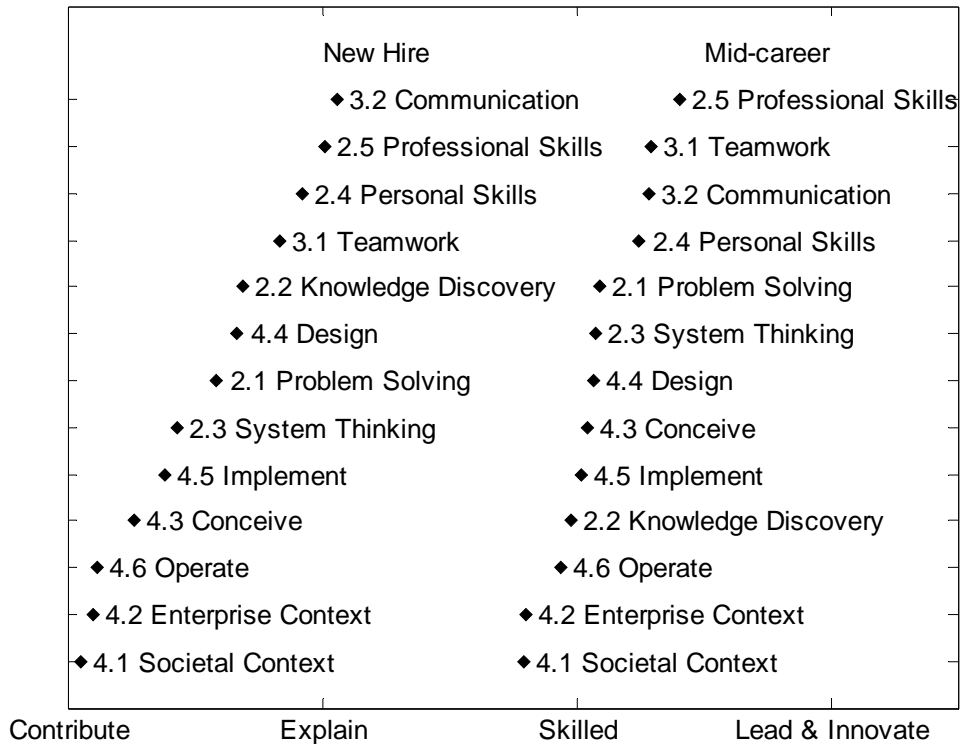 New Hire Mid-career
3.2 Communication 2.5 Professional Skills
2.5 Professional Skills 3.1 Teamwork
2.4 Personal Skills 3.2 Communication
3.1 Teamwork 2.4 Personal Skills
2.2 Knowledge Discovery 2.1 Problem Solving
4.4 Design 2.3 System Thinking
2.1 Problem Solving 4.4 Design
2.3 System Thinking 4.3 Conceive
4.5 Implement 4.5 Implement
4.3 Conceive 2.2 Knowledge Discovery
4.6 Operate 4.6 Operate
4.2 Enterprise Context 4.2 Enterprise Context
4.1 Societal Context 4.1 Societal Context
Contribute Explain Skilled Lead & Innovate